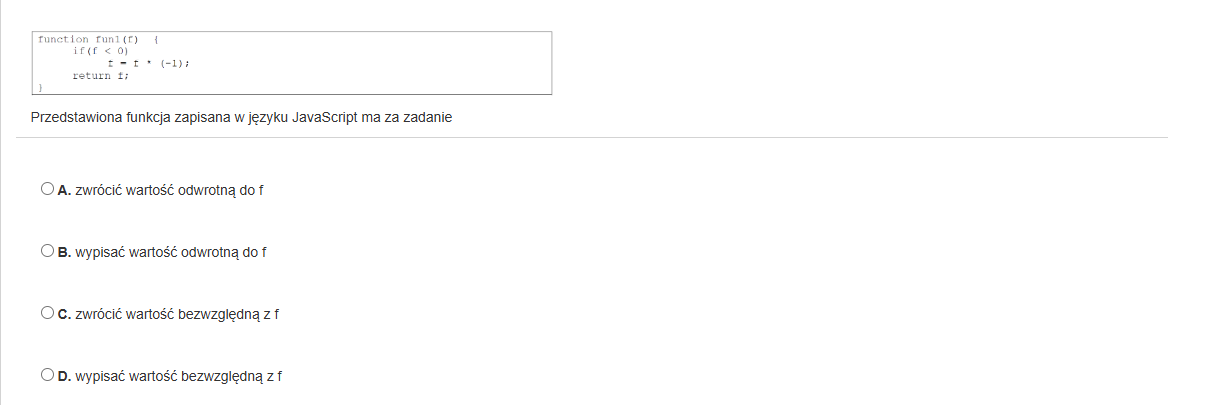 function fun1(f) {
if(f < 0)
f = f * (-1);
return f;
}
Przedstawiona funkcja zapisana w języku JavaScript ma za zadanie
A. zwrócić wartość odwrotną do f
B. wypisać wartość odwrotną do f
C. zwrócić wartość bezwzględną z f
D. wypisać wartość bezwzględną z f